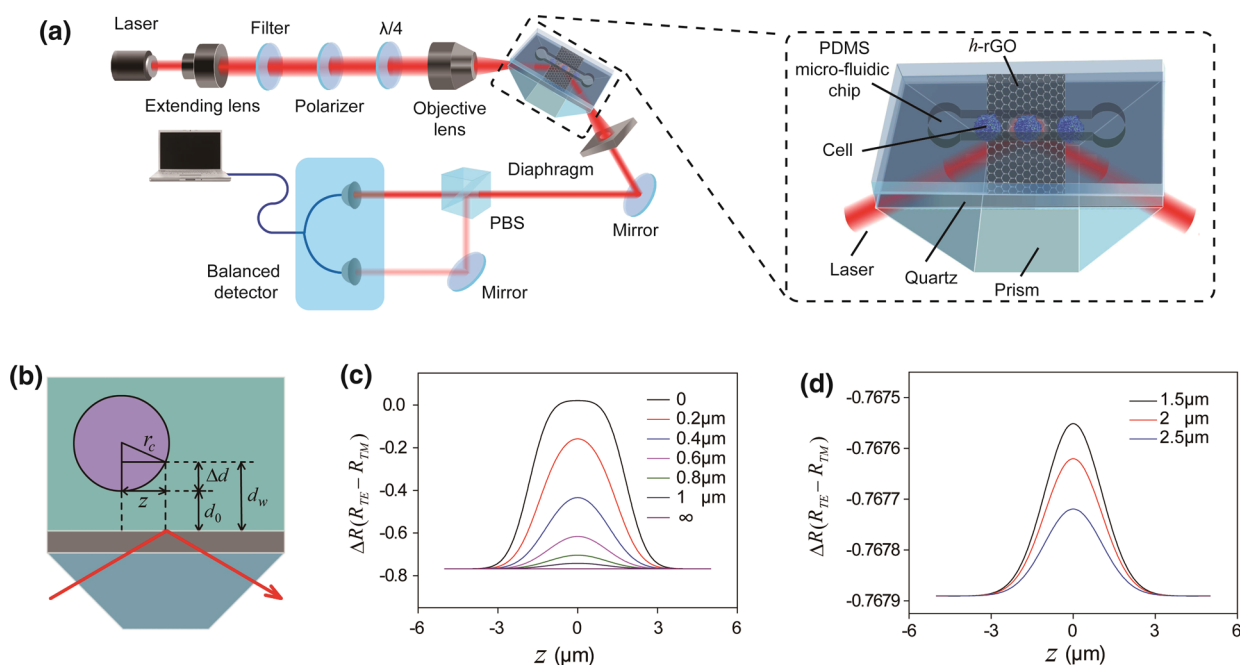 (a)
Laser
Filter
λ/4
Extending lens
Polarizer
Objective
lens
Diaphragm
PBS
Mirror
Balanced
detector
Mirror
h-rGO
PDMS
micro-fluidic
chip
Cell
Laser
Quartz
Prism
(b)
r_c
Δd
d_w
z
d_0
(c)
0.0
-0.2
-0.4
-0.6
-0.8
ΔR(R_TE − R_TM)
0
0.2μm
0.4μm
0.6μm
0.8μm
1 μm
∞
-6 -3 0 3 6
z (μm)
(d)
-0.7675
-0.7676
-0.7677
-0.7678
-0.7679
ΔR(R_TE − R_TM)
1.5μm
2 μm
2.5μm
-6 -3 0 3 6
z (μm)